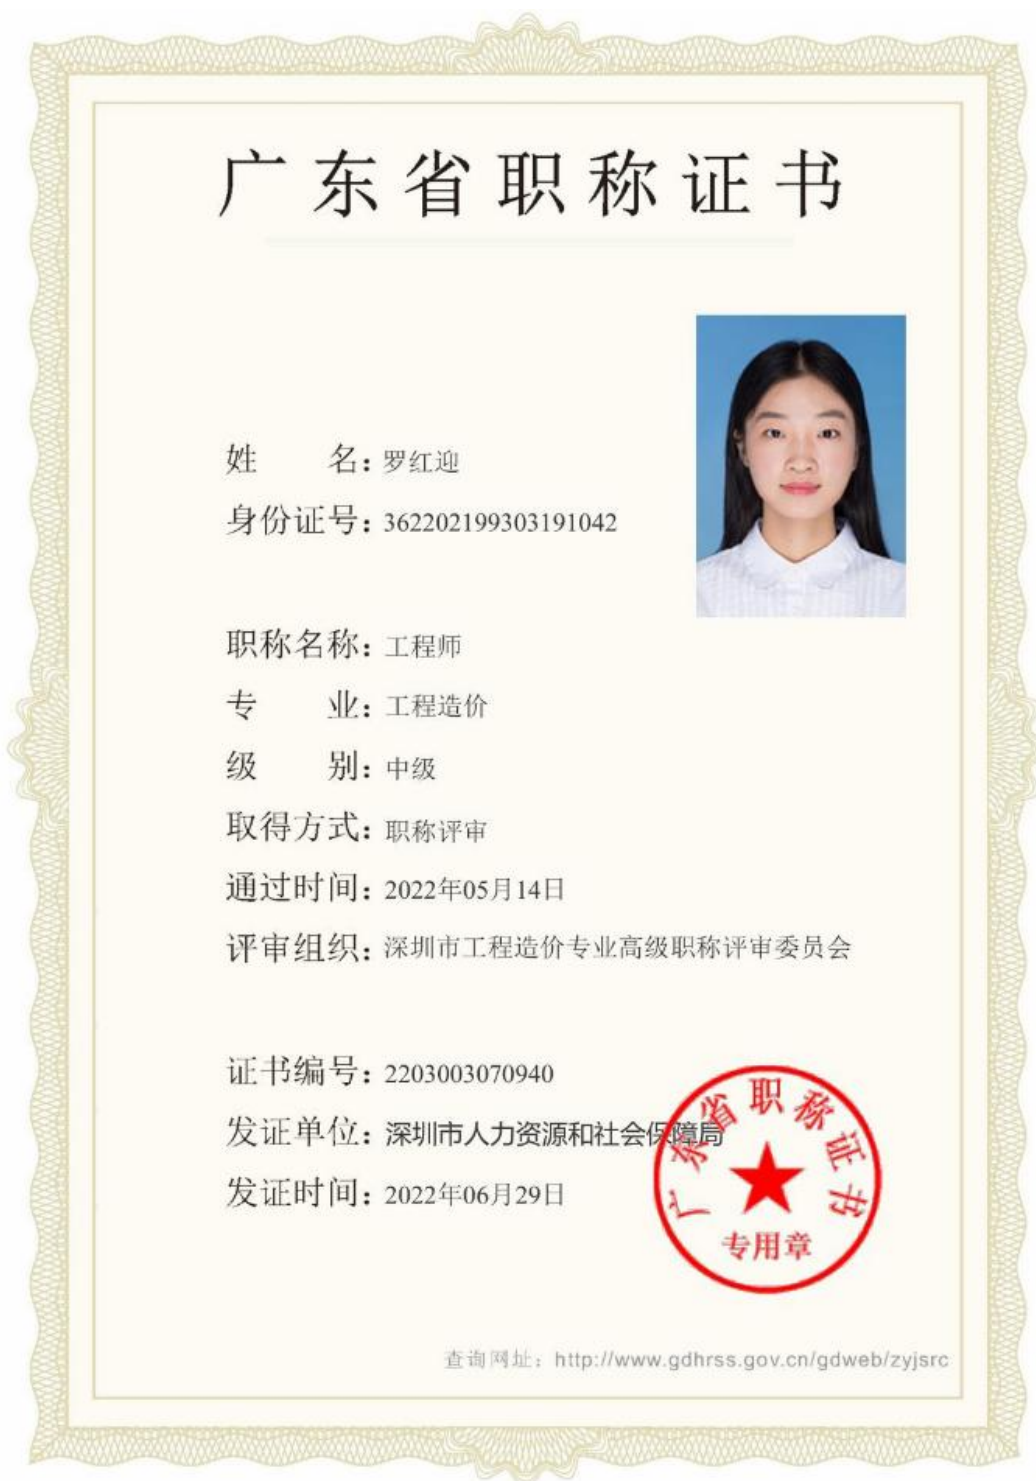 广东省职称证书
姓名：罗红迎
身份证号：362202199303191042
职称名称：工程师
专业：工程造价
级别：中级
取得方式：职称评审
通过时间：2022年05月14日
评审组织：深圳市工程造价专业高级职称评审委员会
证书编号：2203003070940
发证单位：深圳市人力资源和社会保障局
发证时间：2022年06月29日
广东省职称证书
专用章
查询网址：http://www.gdhrss.gov.cn/gdweb/zyjsrc